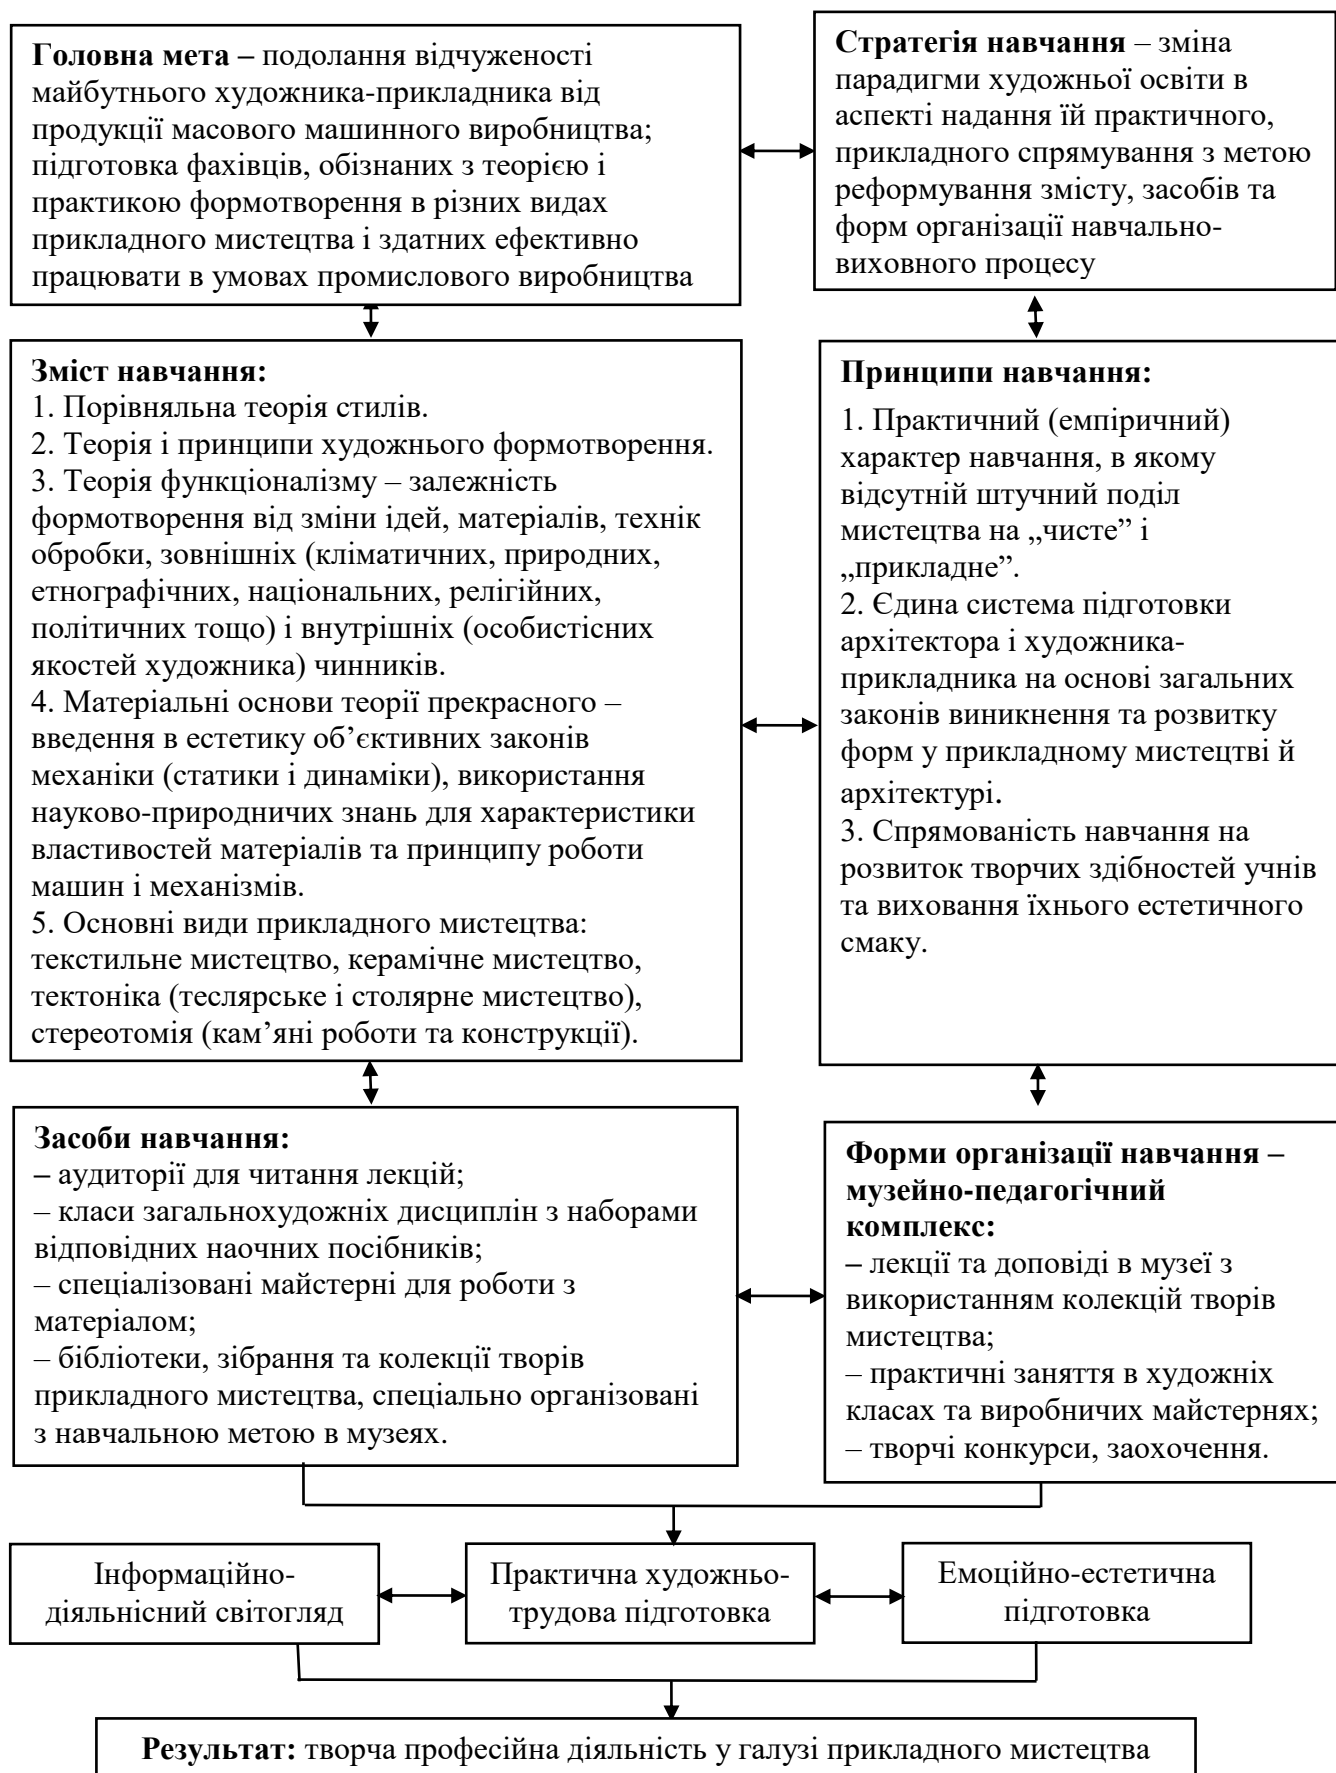 Головна мета – подолання відчуженості
майбутнього художника-прикладника від
продукції масового машинного виробництва;
підготовка фахівців, обізнаних з теорією і
практикою формотворення в різних видах
прикладного мистецтва і здатних ефективно
працювати в умовах промислового виробництва
Стратегія навчання – зміна
парадигми художньої освіти в
аспекті надання їй практичного,
прикладного спрямування з метою
реформування змісту, засобів та
форм організації навчально-
виховного процесу
Зміст навчання:
1. Порівняльна теорія стилів.
2. Теорія і принципи художнього формотворення.
3. Теорія функціоналізму – залежність
формотворення від зміни ідей, матеріалів, технік
обробки, зовнішніх (кліматичних, природних,
етнографічних, національних, релігійних,
політичних тощо) і внутрішніх (особистісних
якостей художника) чинників.
4. Матеріальні основи теорії прекрасного –
введення в естетику об’єктивних законів
механіки (статики і динаміки), використання
науково-природничих знань для характеристики
властивостей матеріалів та принципу роботи
машин і механізмів.
5. Основні види прикладного мистецтва:
текстильне мистецтво, керамічне мистецтво,
тектоніка (теслярське і столярне мистецтво),
стереотомія (кам’яні роботи та конструкції).
Принципи навчання:
1. Практичний (емпіричний)
характер навчання, в якому
відсутній штучний поділ
мистецтва на „чисте” і
„прикладне”.
2. Єдина система підготовки
архітектора і художника-
прикладника на основі загальних
законів виникнення та розвитку
форм у прикладному мистецтві й
архітектурі.
3. Спрямованість навчання на
розвиток творчих здібностей учнів
та виховання їхнього естетичного
смаку.
Засоби навчання:
– аудиторії для читання лекцій;
– класи загальнохудожніх дисциплін з наборами
відповідних наочних посібників;
– спеціалізовані майстерні для роботи з
матеріалом;
– бібліотеки, зібрання та колекції творів
прикладного мистецтва, спеціально організовані
з навчальною метою в музеях.
Форми організації навчання –
музейно-педагогічний
комплекс:
– лекції та доповіді в музеї з
використанням колекцій творів
мистецтва;
– практичні заняття в художніх
класах та виробничих майстернях;
– творчі конкурси, заохочення.
Інформаційно-
діяльнісний світогляд
Практична художньо-
трудова підготовка
Емоційно-естетична
підготовка
Результат: творча професійна діяльність у галузі прикладного мистецтва